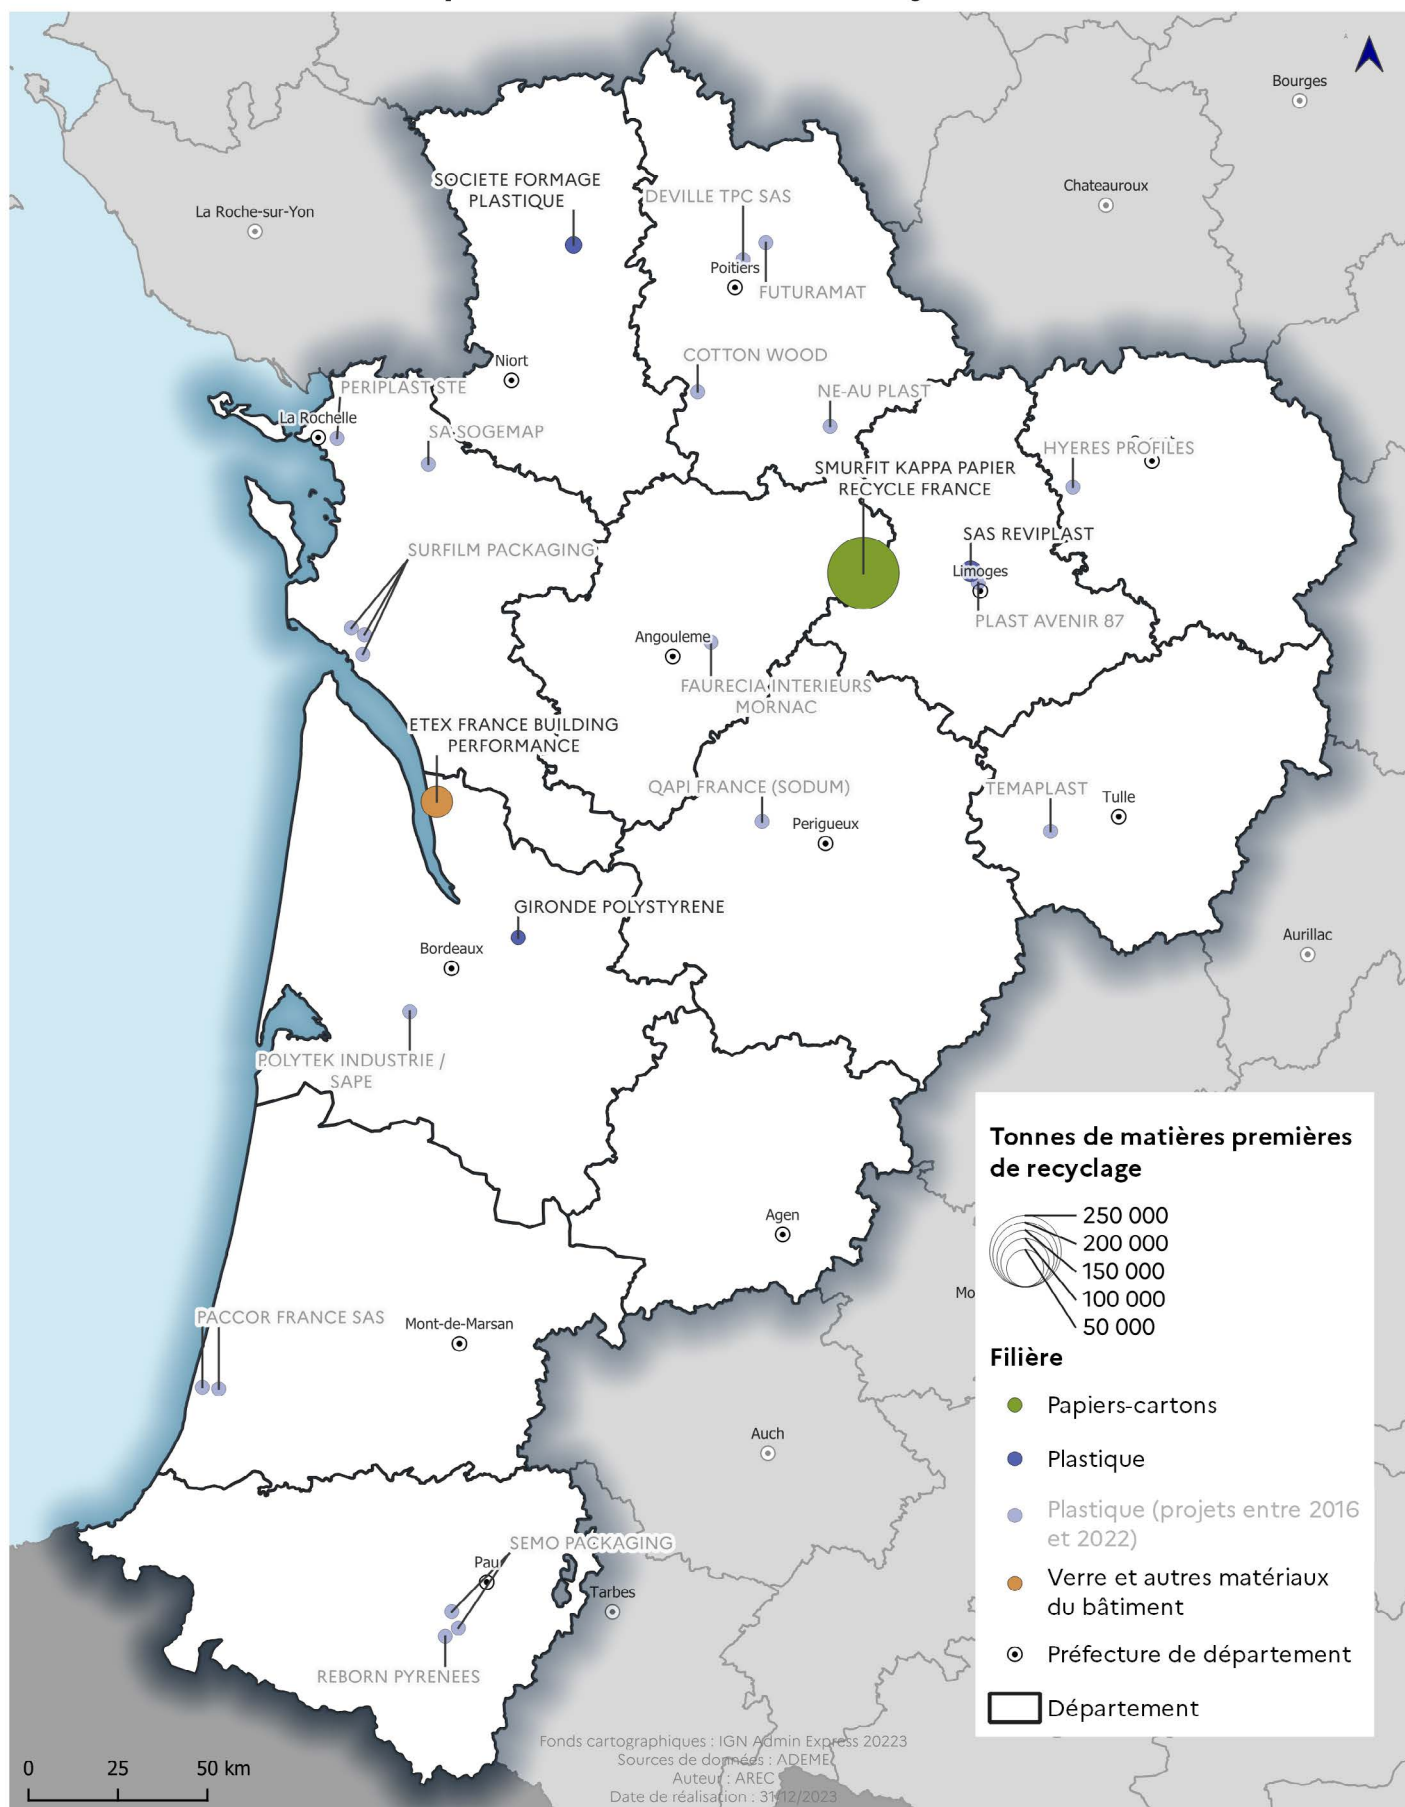 Bourges
Chateauroux
La Roche-sur-Yon
SOCIETE FORMAGE
PLASTIQUE
DEVILLE TPC SAS
Poitiers
FUTURAMAT
COTTON WOOD
Niort
PERIPLAST STE
NE-AU PLAST
La Rochelle
SA SOGEMAP
HYERES PROFILES
SMURFIT KAPPA PAPIER
RECYCLE FRANCE
SAS REVIPLAST
SURFILM PACKAGING
Limoges
PLAST AVENIR 87
Angouleme
FAURECIA INTERIEURS
MORNAC
ETEX FRANCE BUILDING
PERFORMANCE
QAPI FRANCE (SODUM)
TEMAPLAST
Tulle
Perigueux
GIRONDE POLYSTYRENE
Bordeaux
Aurillac
POLYTEK INDUSTRIE /
SAPE
Agen
Mo
PACCOR FRANCE SAS
Mont-de-Marsan
Auch
SEMO PACKAGING
Pau
Tarbes
REBORN PYRENEES
Tonnes de matières premières
de recyclage
250 000
200 000
150 000
100 000
50 000
Filière
Papiers-cartons
Plastique
Plastique (projets entre 2016
et 2022)
Verre et autres matériaux
du bâtiment
Préfecture de département
Département
Fonds cartographiques : IGN Admin Express 20223
Sources de données : ADEME
Auteur : AREC
Date de réalisation : 31/12/2023
0 25 50 km